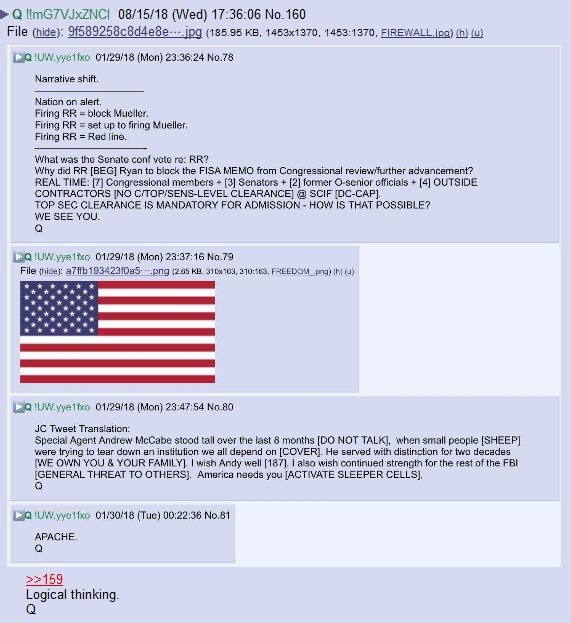 Q !!mG7VJxZNCI 08/15/18 (Wed) 17:36:06 No.160
File (hide): 9f589258c8d4e8e⋯.jpg (185.95 KB, 1453x1370, 1453:1370, FIREWALL.jpg) (h) (u)
Q !UW.yye1fxo 01/29/18 (Mon) 23:36:24 No.78
Narrative shift.
Nation on alert.
Firing RR = block Mueller.
Firing RR = set up to firing Mueller.
Firing RR = Red line.
What was the Senate conf vote re: RR?
Why did RR [BEG] Ryan to block the FISA MEMO from Congressional review/further advancement?
REAL TIME: [7] Congressional members + [3] Senators + [2] former O-senior officials + [4] OUTSIDE
CONTRACTORS [NO C/TOP/SENS-LEVEL CLEARANCE] @ SCIF [DC-CAP].
TOP SEC CLEARANCE IS MANDATORY FOR ADMISSION - HOW IS THAT POSSIBLE?
WE SEE YOU.
Q
Q !UW.yye1fxo 01/29/18 (Mon) 23:37:16 No.79
File (hide): a7ffb193423f0a5⋯.png (2.65 KB, 310x163, 310:163, FREEDOM_.png) (h) (u)
Q !UW.yye1fxo 01/29/18 (Mon) 23:47:54 No.80
JC Tweet Translation:
Special Agent Andrew McCabe stood tall over the last 8 months [DO NOT TALK], when small people [SHEEP]
were trying to tear down an institution we all depend on [COVER]. He served with distinction for two decades
[WE OWN YOU & YOUR FAMILY]. I wish Andy well [187]. I also wish continued strength for the rest of the FBI
[GENERAL THREAT TO OTHERS]. America needs you [ACTIVATE SLEEPER CELLS].
Q
Q !UW.yye1fxo 01/30/18 (Tue) 00:22:36 No.81
APACHE.
Q
>>159
Logical thinking.
Q